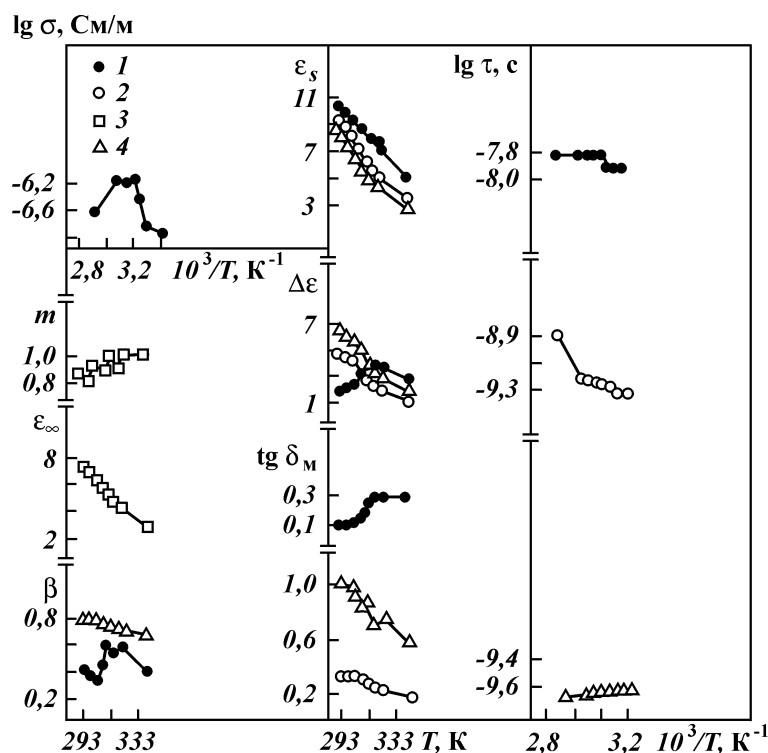 lg σ, См/м
1
2
3
4
-6,2
-6,6
2,8 3,2 10³/T, К⁻¹
m
1,0
0,8
ε∞
8
2
β
0,8
0,2
293 333
εs
11
7
3
Δε
7
1
tg δм
0,3
0,1
1,0
0,6
0,2
293 333 T, К
lg τ, с
-7,8
-8,0
-8,9
-9,3
-9,4
-9,6
2,8 3,2 10³/T, К⁻¹